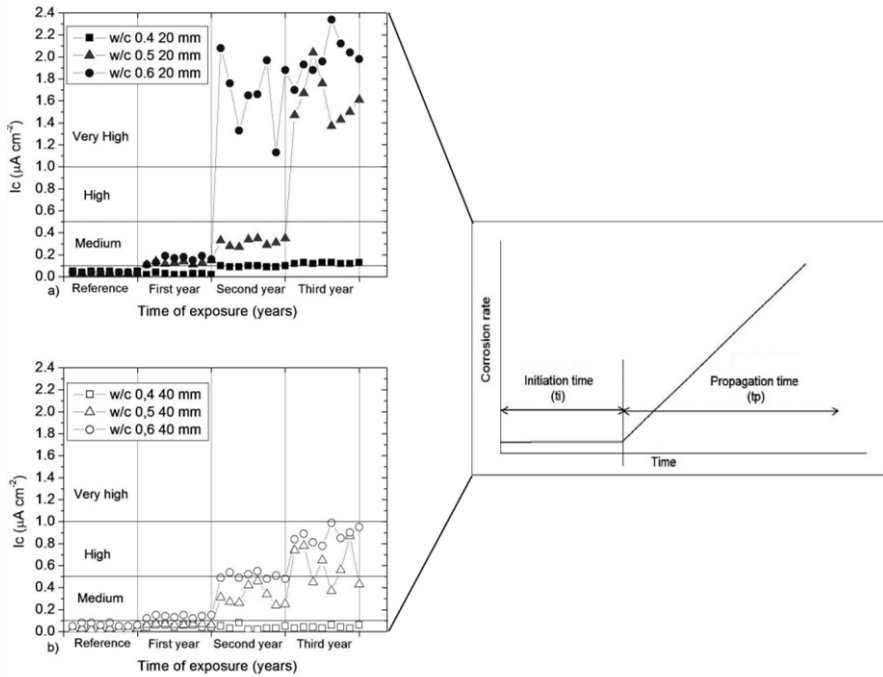 2.4
2.2
2.0
1.8
1.6
1.4
1.2
1.0
0.8
0.6
0.4
0.2
0.0
Ic (µA cm⁻²)
w/c 0.4 20 mm
w/c 0.5 20 mm
w/c 0.6 20 mm
Very High
High
Medium
a)
Reference
First year
Second year
Third year
Time of exposure (years)
2.4
2.2
2.0
1.8
1.6
1.4
1.2
1.0
0.8
0.6
0.4
0.2
0.0
Ic (µA cm⁻²)
w/c 0,4 40 mm
w/c 0,5 40 mm
w/c 0,6 40 mm
Very high
High
Medium
b)
Reference
First year
Second year
Third year
Time of exposure (years)
Corrosion rate
Initiation time
(ti)
Propagation time
(tp)
Time